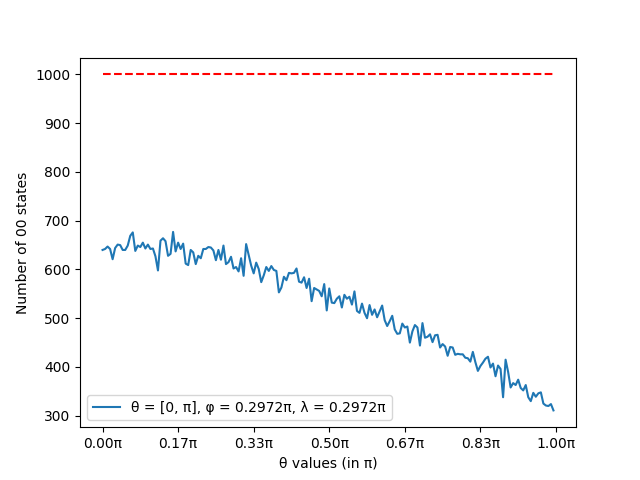 1000
900
800
700
600
500
400
300
Number of 00 states
θ = [0, π], φ = 0.2972π, λ = 0.2972π
0.00π 0.17π 0.33π 0.50π 0.67π 0.83π 1.00π
θ values (in π)